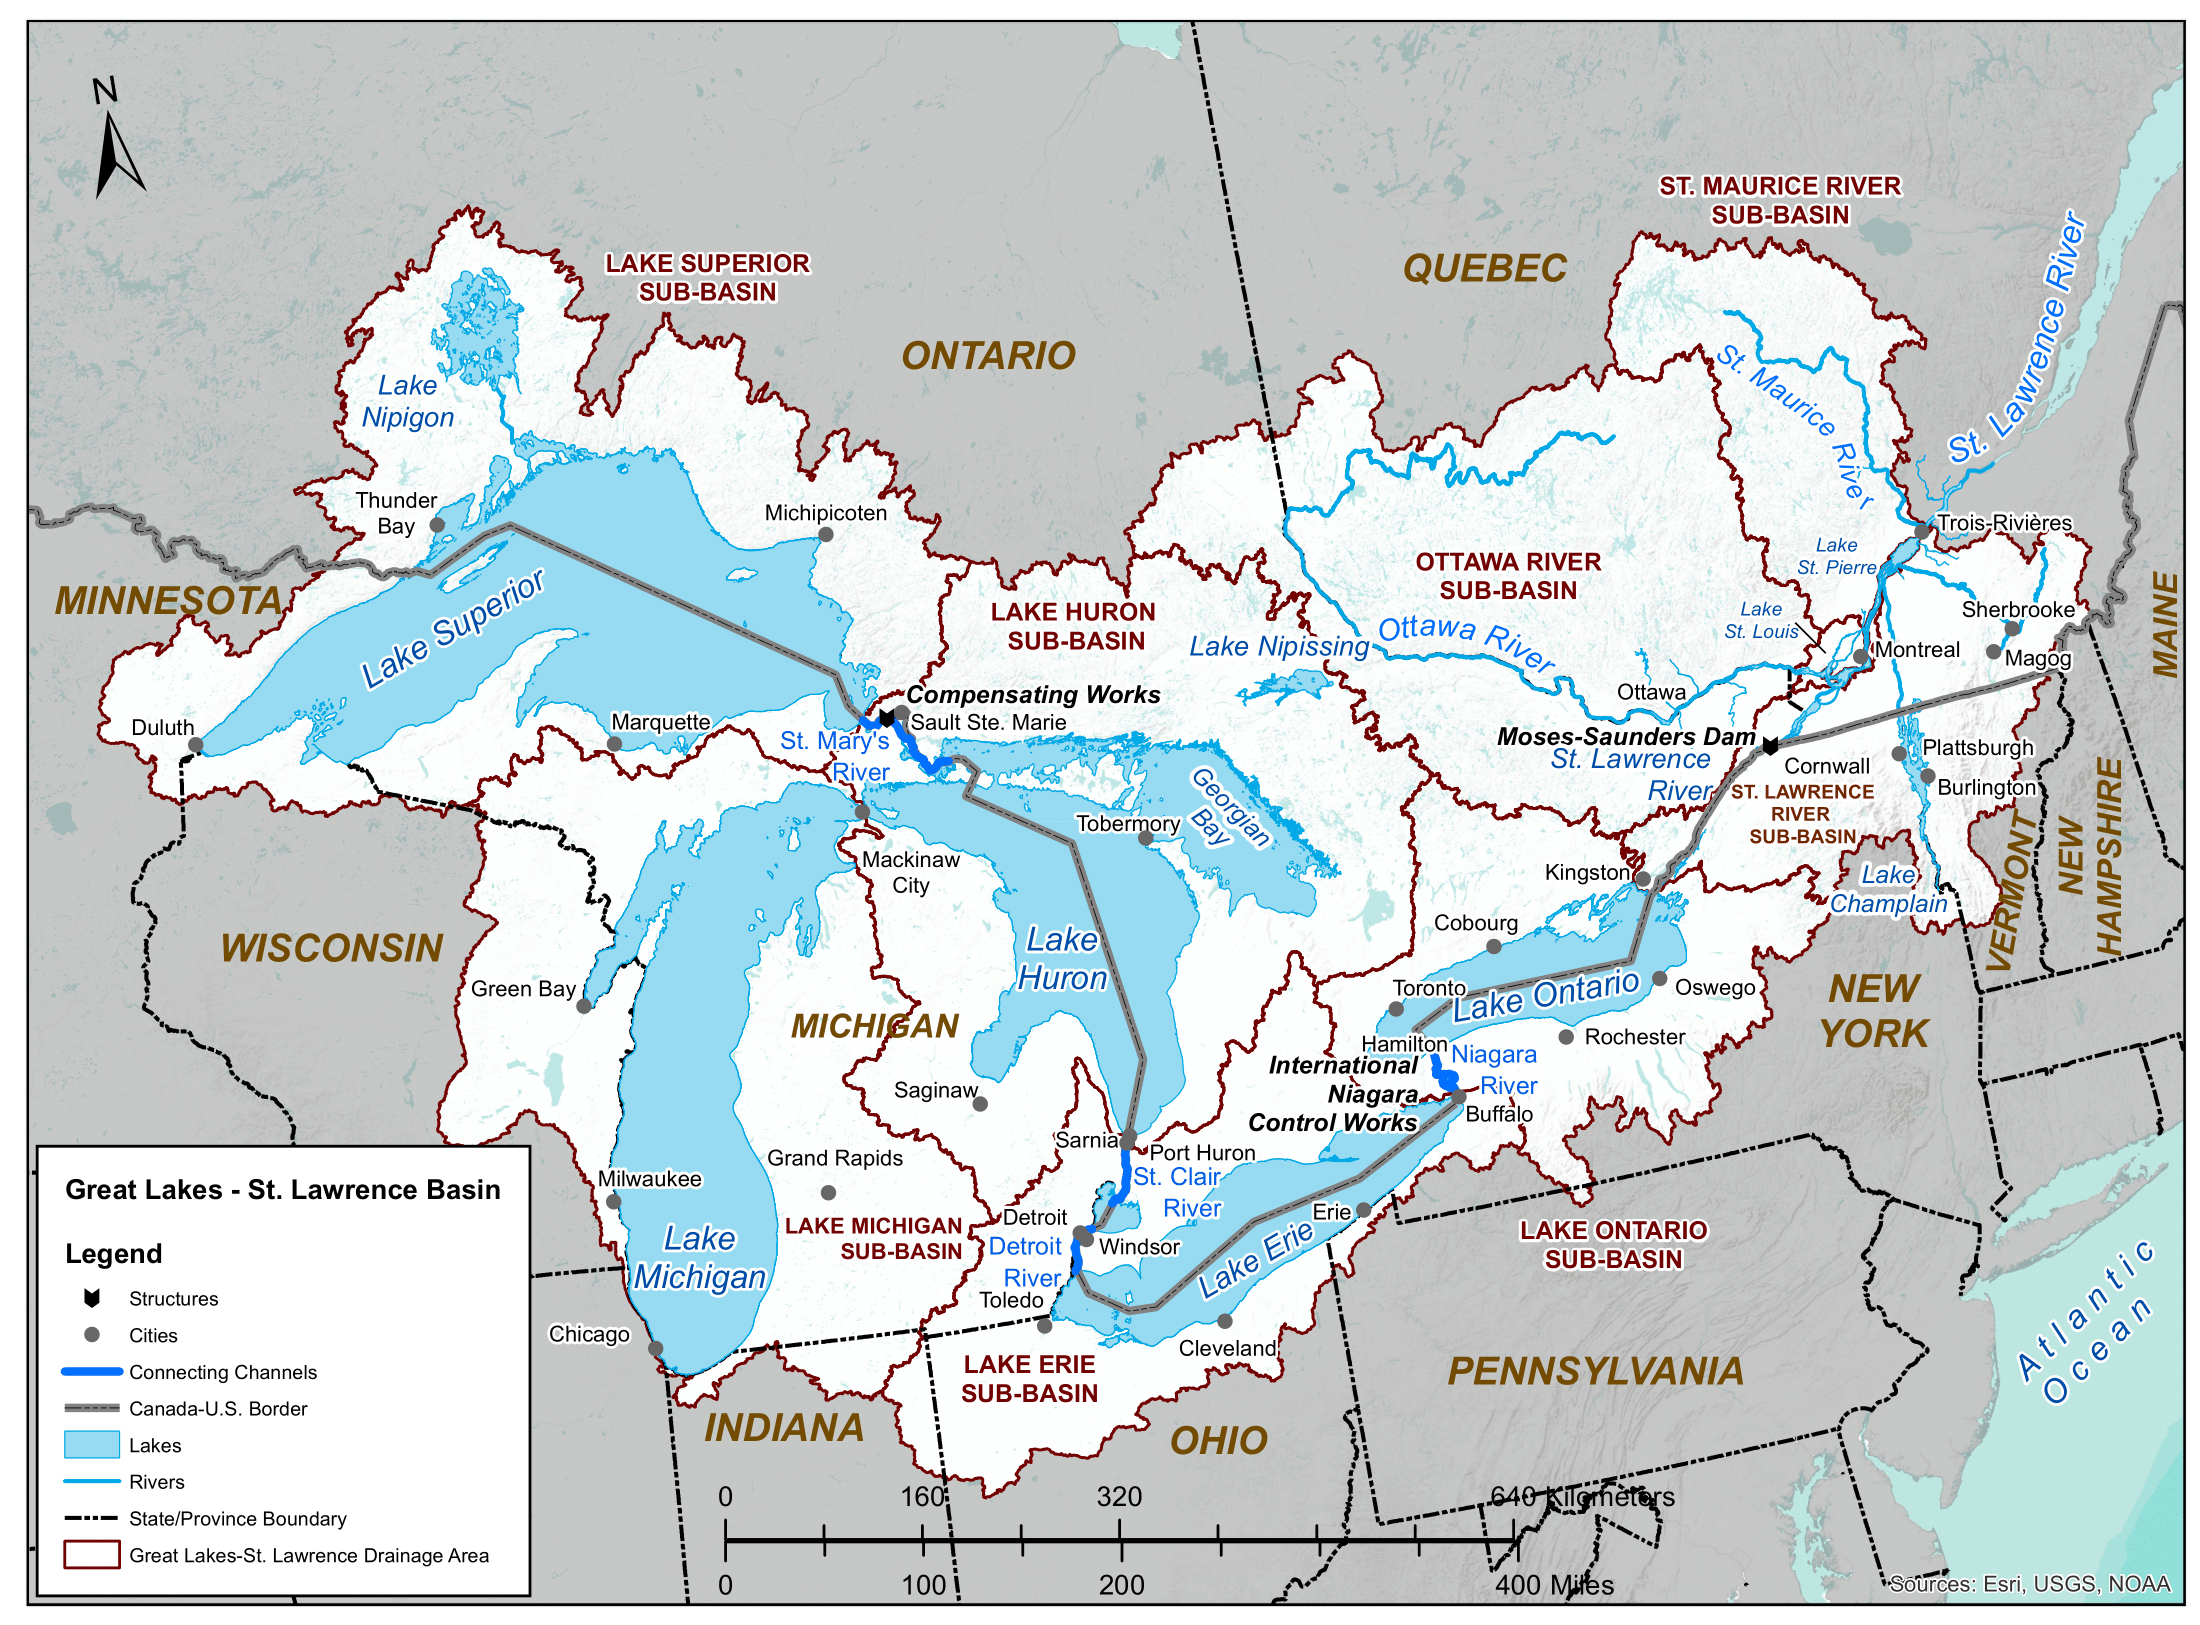 N
ST. MAURICE RIVER
SUB-BASIN
LAKE SUPERIOR
SUB-BASIN
QUEBEC
St. Lawrence River
ONTARIO
Lake
Nipigon
St. Maurice River
Thunder
Bay
Michipicoten
Trois-Rivières
Lake
St. Pierre
OTTAWA RIVER
SUB-BASIN
MINNESOTA
Lake Superior
LAKE HURON
SUB-BASIN
Lake Nipissing
Ottawa River
Lake
St. Louis
Sherbrooke
MAINE
Montreal
Magog
Compensating Works
Sault Ste. Marie
Ottawa
Duluth
Marquette
St. Mary's
River
Moses-Saunders Dam
St. Lawrence
River
Cornwall
Plattsburgh
Burlington
ST. LAWRENCE
RIVER
SUB-BASIN
Georgian
Bay
Tobermory
Mackinaw
City
Kingston
Lake
Champlain
VERMONT
NEW
HAMPSHIRE
WISCONSIN
Lake
Huron
Cobourg
Green Bay
Toronto
Lake Ontario
Oswego
NEW
YORK
MICHIGAN
Hamilton
Rochester
International
Niagara
Control Works
Niagara
River
Saginaw
Buffalo
Sarnia
Port Huron
St. Clair
River
Grand Rapids
Milwaukee
LAKE MICHIGAN
SUB-BASIN
Detroit
Windsor
Detroit
River
Erie
Lake Erie
LAKE ONTARIO
SUB-BASIN
Lake
Michigan
Toledo
Chicago
Cleveland
LAKE ERIE
SUB-BASIN
PENNSYLVANIA
Atlantic
Ocean
INDIANA
OHIO
Great Lakes - St. Lawrence Basin
Legend
Structures
Cities
Connecting Channels
Canada-U.S. Border
Lakes
Rivers
State/Province Boundary
Great Lakes-St. Lawrence Drainage Area
0 160 320 640 Kilometers
0 100 200 400 Miles
Sources: Esri, USGS, NOAA